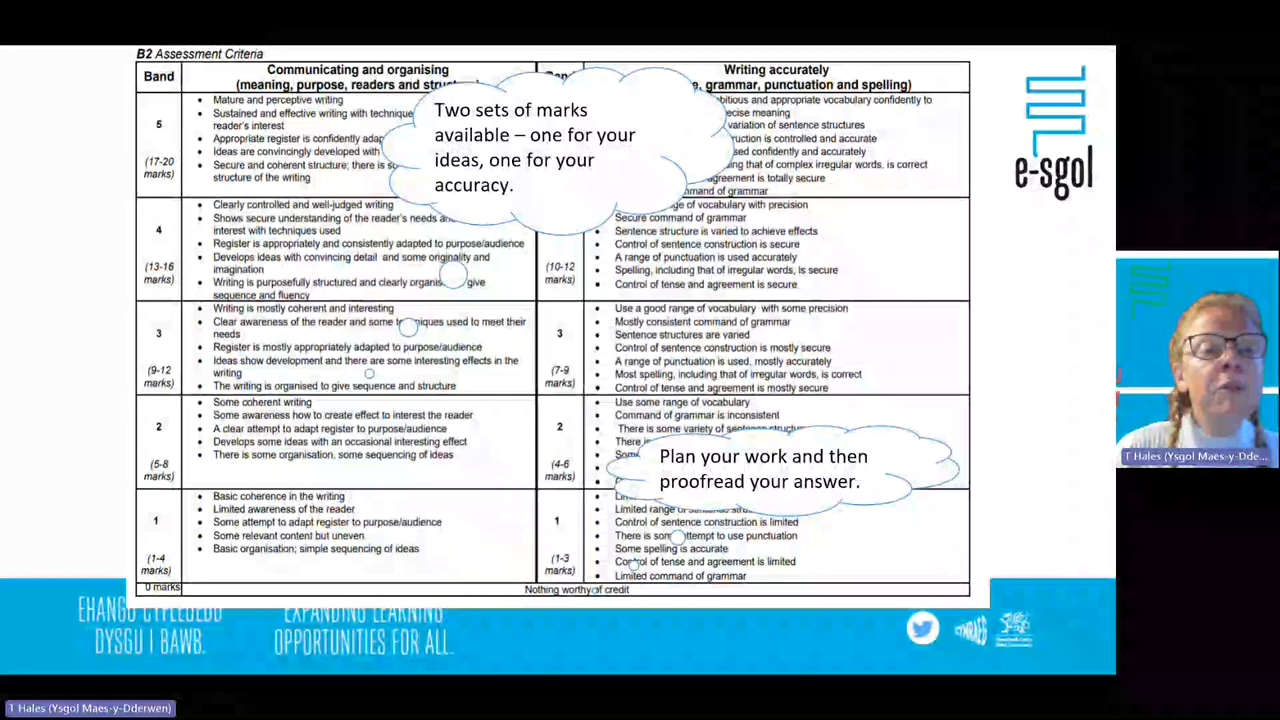 B2 Assessment Criteria
Band
Communicating and organising
(meaning, purpose, readers and
Writing accurately
grammar, punctuation and spelling)
5
(17-20
marks)
Mature and perceptive writing
Sustained and effective writing with
reader's interest
Appropriate register is confidently
Ideas are convincingly developed with
Secure and coherent structure; there is
structure of the writing
and appropriate vocabulary confidently to
meaning
variation of sentence structures
is controlled and accurate
confidently and accurately
that of complex irregular words, is correct
agreement is totally secure
of grammar
Two sets of marks
available – one for your
ideas, one for your
accuracy.
4
(13-16
marks)
Clearly controlled and well-judged writing
Shows secure understanding of the reader's needs
interest with techniques used
Register is appropriately and consistently adapted to purpose/audience
Develops ideas with convincing detail and some originality and
imagination
Writing is purposefully structured and clearly give
sequence and fluency
(10-12
marks)
of vocabulary with precision
Secure command of grammar
Sentence structure is varied to achieve effects
Control of sentence construction is secure
A range of punctuation is used accurately
Spelling, including that of irregular words, is secure
Control of tense and agreement is secure
3
(9-12
marks)
Writing is mostly coherent and interesting
Clear awareness of the reader and some used to meet their
needs
Register is mostly appropriately adapted to purpose/audience
Ideas show development and there are some interesting effects in the
writing
The writing is organised to give sequence and structure
3
(7-9
marks)
Use a good range of vocabulary with some precision
Mostly consistent command of grammar
Sentence structures are varied
Control of sentence construction is mostly secure
A range of punctuation is used, mostly accurately
Most spelling, including that of irregular words, is correct
Control of tense and agreement is mostly secure
2
(5-8
marks)
Some coherent writing
Some awareness how to create effect to interest the reader
A clear attempt to adapt register to purpose/audience
Develops some ideas with an occasional interesting effect
There is some organisation, some sequencing of ideas
2
(4-6
marks)
Use some range of vocabulary
Command of grammar is inconsistent
There is some variety of
Plan your work and then
proofread your answer.
1
(1-4
marks)
Basic coherence in the writing
Limited awareness of the reader
Some attempt to adapt register to purpose/audience
Some relevant content but uneven
Basic organisation; simple sequencing of ideas
1
(1-3
marks)
Limited range of
Control of sentence construction is limited
There is attempt to use punctuation
Some spelling is accurate
Control of tense and agreement is limited
Limited command of grammar
0 marks
Nothing worthy of credit
DYSGU I BAWB.
EXPANDING LEARNING
OPPORTUNITIES FOR ALL.
CYMRAEG
e-sgol
T Hales (Ysgol Maes-y-Dde...
T Hales (Ysgol Maes-y-Dderwen)